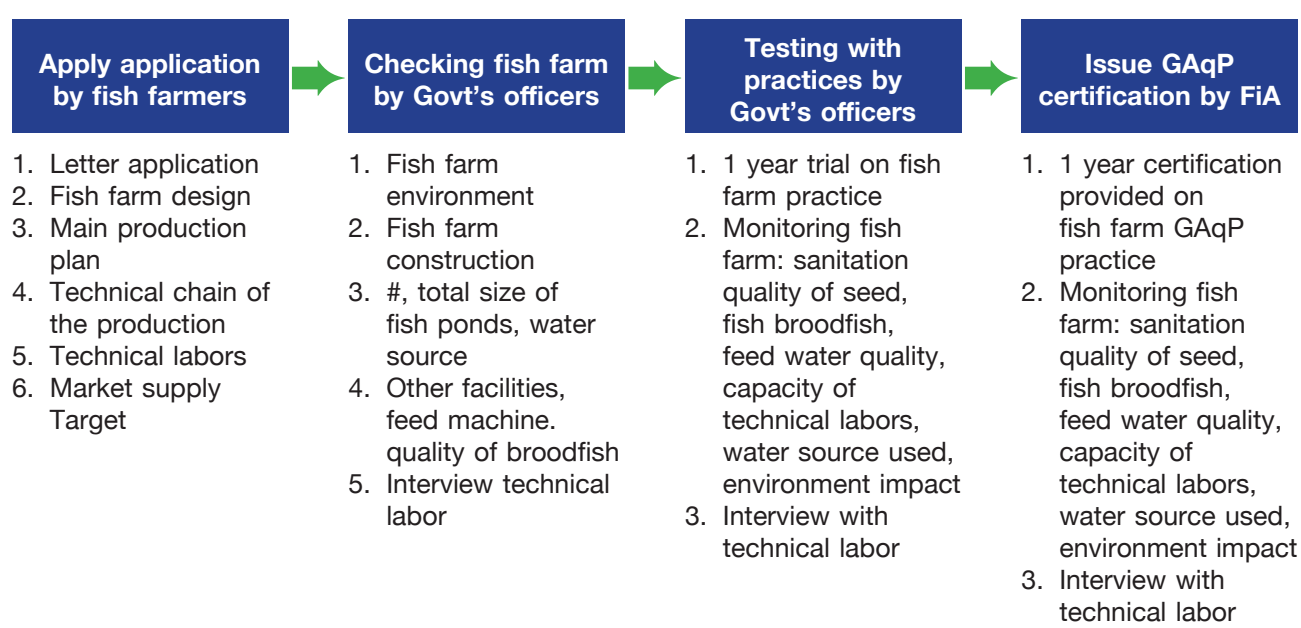 Apply application
by fish farmers
Checking fish farm
by Govt's officers
Testing with
practices by
Govt's officers
Issue GAqP
certification by FiA
1. Letter application
2. Fish farm design
3. Main production
plan
4. Technical chain of
the production
5. Technical labors
6. Market supply
Target
1. Fish farm
environment
2. Fish farm
construction
3. #, total size of
fish ponds, water
source
4. Other facilities,
feed machine.
quality of broodfish
5. Interview technical
labor
1. 1 year trial on fish
farm practice
2. Monitoring fish
farm: sanitation
quality of seed,
fish broodfish,
feed water quality,
capacity of
technical labors,
water source used,
environment impact
3. Interview with
technical labor
1. 1 year certification
provided on
fish farm GAqP
practice
2. Monitoring fish
farm: sanitation
quality of seed,
fish broodfish,
feed water quality,
capacity of
technical labors,
water source used,
environment impact
3. Interview with
technical labor